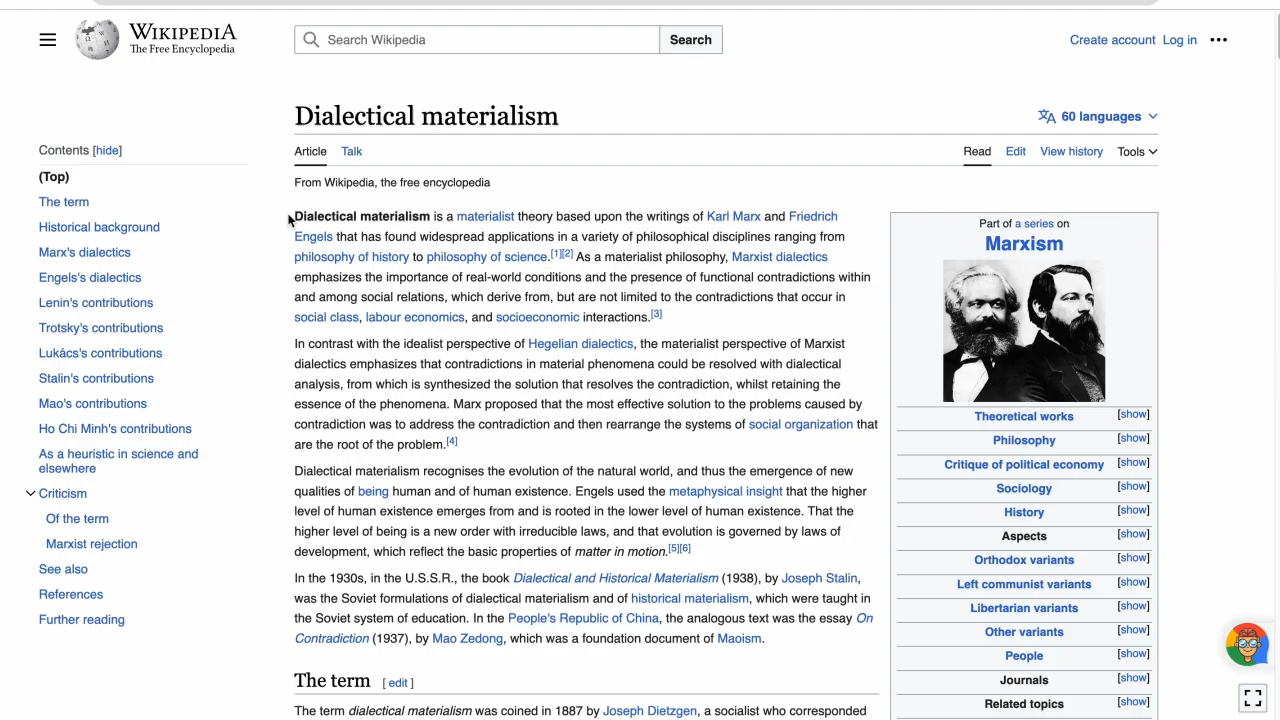 WIKIPEDIA
The Free Encyclopedia
Search Wikipedia
Search
Create account Log in
Dialectical materialism
60 languages
Article Talk
Read Edit View history Tools
From Wikipedia, the free encyclopedia
Contents [hide]
(Top)
The term
Historical background
Marx's dialectics
Engels's dialectics
Lenin's contributions
Trotsky's contributions
Lukács's contributions
Stalin's contributions
Mao's contributions
Ho Chi Minh's contributions
As a heuristic in science and
elsewhere
Criticism
Of the term
Marxist rejection
See also
References
Further reading
Dialectical materialism is a materialist theory based upon the writings of Karl Marx and Friedrich
Engels that has found widespread applications in a variety of philosophical disciplines ranging from
philosophy of history to philosophy of science.[1][2] As a materialist philosophy, Marxist dialectics
emphasizes the importance of real-world conditions and the presence of functional contradictions within
and among social relations, which derive from, but are not limited to the contradictions that occur in
social class, labour economics, and socioeconomic interactions.[3]
In contrast with the idealist perspective of Hegelian dialectics, the materialist perspective of Marxist
dialectics emphasizes that contradictions in material phenomena could be resolved with dialectical
analysis, from which is synthesized the solution that resolves the contradiction, whilst retaining the
essence of the phenomena. Marx proposed that the most effective solution to the problems caused by
contradiction was to address the contradiction and then rearrange the systems of social organization that
are the root of the problem.[4]
Dialectical materialism recognises the evolution of the natural world, and thus the emergence of new
qualities of being human and of human existence. Engels used the metaphysical insight that the higher
level of human existence emerges from and is rooted in the lower level of human existence. That the
higher level of being is a new order with irreducible laws, and that evolution is governed by laws of
development, which reflect the basic properties of matter in motion.[5][6]
In the 1930s, in the U.S.S.R., the book Dialectical and Historical Materialism (1938), by Joseph Stalin,
was the Soviet formulations of dialectical materialism and of historical materialism, which were taught in
the Soviet system of education. In the People's Republic of China, the analogous text was the essay On
Contradiction (1937), by Mao Zedong, which was a foundation document of Maoism.
The term [ edit ]
The term dialectical materialism was coined in 1887 by Joseph Dietzgen, a socialist who corresponded
Part of a series on
Marxism
Theoretical works [show]
Philosophy [show]
Critique of political economy [show]
Sociology [show]
History [show]
Aspects [show]
Orthodox variants [show]
Left communist variants [show]
Libertarian variants [show]
Other variants [show]
People [show]
Journals [show]
Related topics [show]